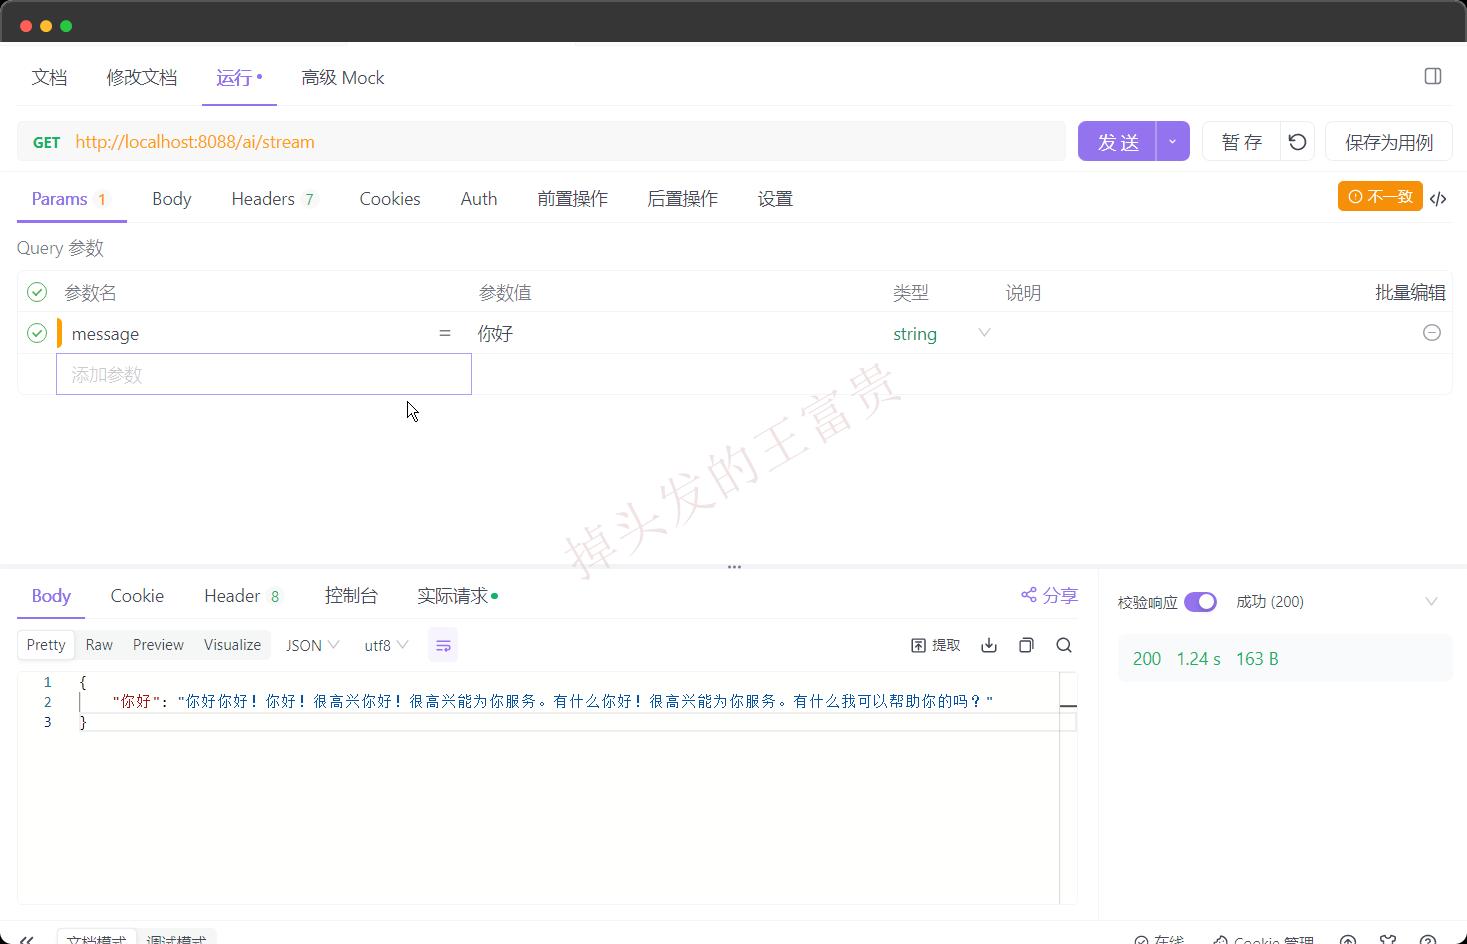 文档 修改文档 运行 高级 Mock
GET http://localhost:8088/ai/stream 发 送 暂 存 保存为用例
Params 1 Body Headers 7 Cookies Auth 前置操作 后置操作 设置 不一致
Query 参数
参数名 参数值 类型 说明 批量编辑
message = 你好 string
添加参数
掉头发的王富贵
Body Cookie Header 8 控制台 实际请求 分享
校验响应 成功 (200)
Pretty Raw Preview Visualize JSON utf8 提取
200 1.24 s 163 B
1 {
2 "你好": "你好你好！你好！很高兴你好！很高兴能为你服务。有什么你好！很高兴能为你服务。有什么我可以帮助你的吗？"
3 }
文档模式 调试模式 在线 Cookie 管理